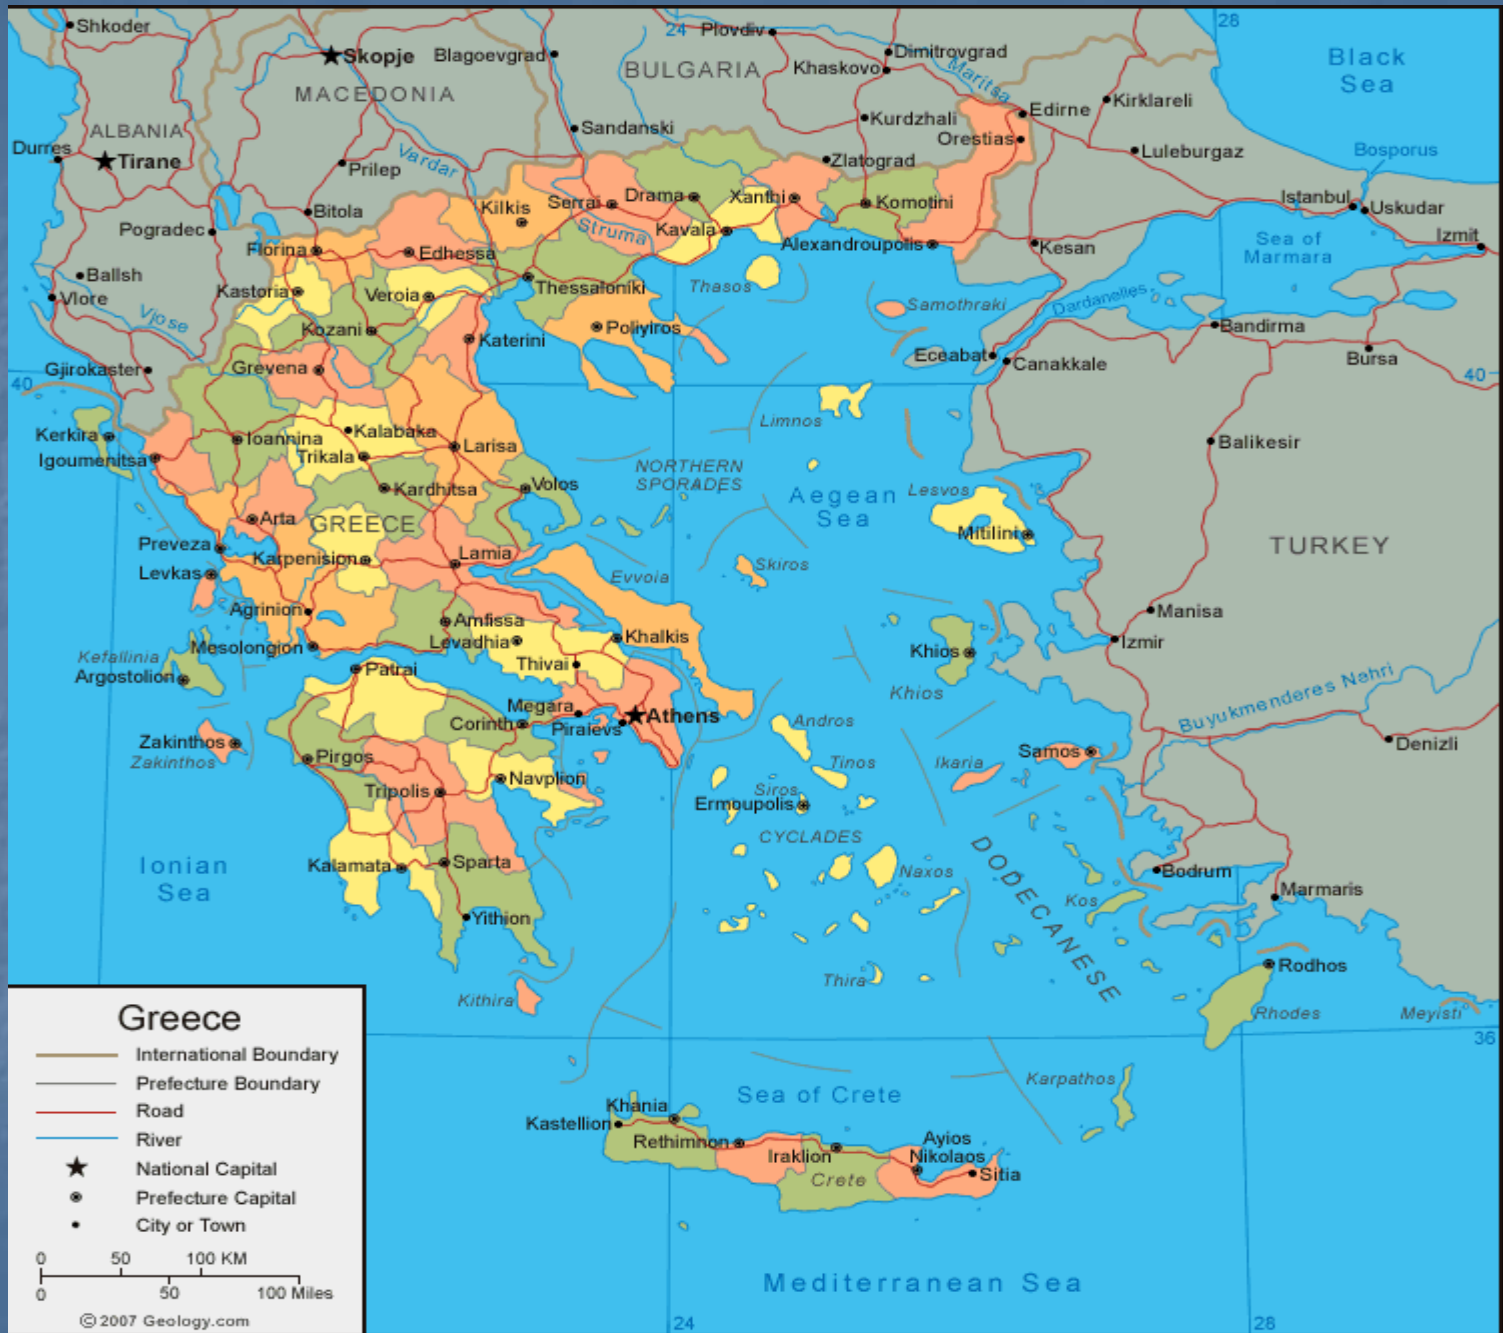 Shkoder
Skopje
Blagoevgrad
24
Plovdiv
28
Dimitrovgrad
Khaskovo
Maritsa
Black
Sea
MACEDONIA
BULGARIA
Kirklareli
Edirne
Kurdzhali
Orestias
ALBANIA
Sandanski
Durres
Tirane
Vardar
Prilep
Zlatograd
Luleburgaz
Bosporus
Bitola
Kilkis
Serrai
Drama
Xanthi
Komotini
Istanbul
Uskudar
Pogradec
Struma
Kavala
Alexandroupolis
Kesan
Sea of
Marmara
Izmit
Florina
Edhessa
Ballsh
Kastoria
Veroia
Thessaloniki
Thasos
Samothraki
Dardanelles
Vlore
Vjose
Kozani
Katerini
Poliyiros
Bandirma
Eceabat
Canakkale
Bursa
Gjirokaster
Grevena
40
40
Limnos
Kerkira
Ioannina
Kalabaka
Larisa
Balikesir
Igoumenitsa
Trikala
NORTHERN
SPORADES
Kardhitsa
Volos
Aegean
Sea
Lesvos
Arta
GREECE
Mitilini
TURKEY
Preveza
Karpenision
Lamia
Levkas
Evvoia
Skiros
Agrinion
Amfissa
Manisa
Mesolongion
Levadhia
Khalkis
Khios
Izmir
Kefallinia
Argostolion
Patrai
Thivai
Khios
Buyukmenderes Nehri
Megara
Athens
Corinth
Piraievs
Andros
Zakinthos
Zakinthos
Pirgos
Tinos
Ikaria
Samos
Denizli
Navplion
Tripolis
Siros
Ermoupolis
CYCLADES
DODECANESE
Ionian
Sea
Kalamata
Sparta
Naxos
Bodrum
Kos
Marmaris
Yithion
Thira
Rodhos
Kithira
Rhodes
Meyisti
36
Karpathos
Sea of Crete
Khania
Kastellion
Rethimnon
Iraklion
Ayios
Nikolaos
Sitia
Crete
Mediterranean Sea
24
28
Greece
International Boundary
Prefecture Boundary
Road
River
National Capital
Prefecture Capital
City or Town
0 50 100 KM
0 50 100 Miles
©2007 Geology.com